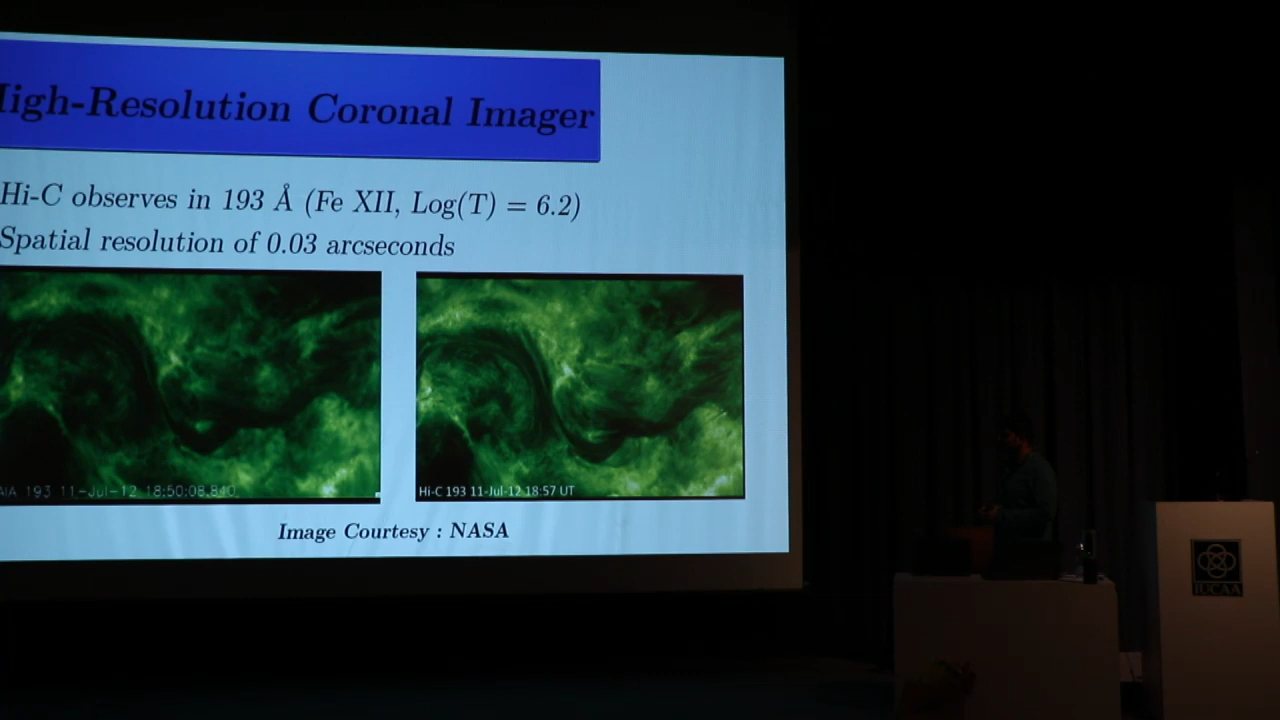 High-Resolution Coronal Imager
Hi-C observes in 193 Å (Fe XII, Log(T) = 6.2)
Spatial resolution of 0.03 arcseconds
AIA 193 11-Jul-12 18:50:08.840
Hi-C 193 11-Jul-12 18:57 UT
Image Courtesy : NASA
IUCAA